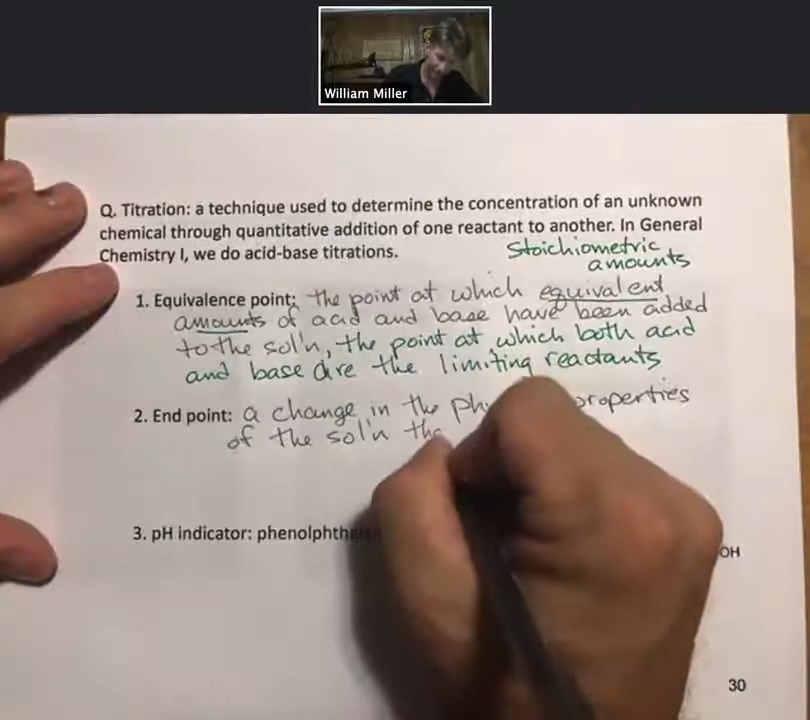 William Miller
Q. Titration: a technique used to determine the concentration of an unknown
chemical through quantitative addition of one reactant to another. In General
Chemistry I, we do acid-base titrations.
Stoichiometric
amounts
1. Equivalence point: the point at which equivalent
amounts of acid and base have been added
to the sol'n, the point at which both acid
and base are the limiting reactants
2. End point: a change in the properties
of the sol'n
3. pH indicator:
OH
30